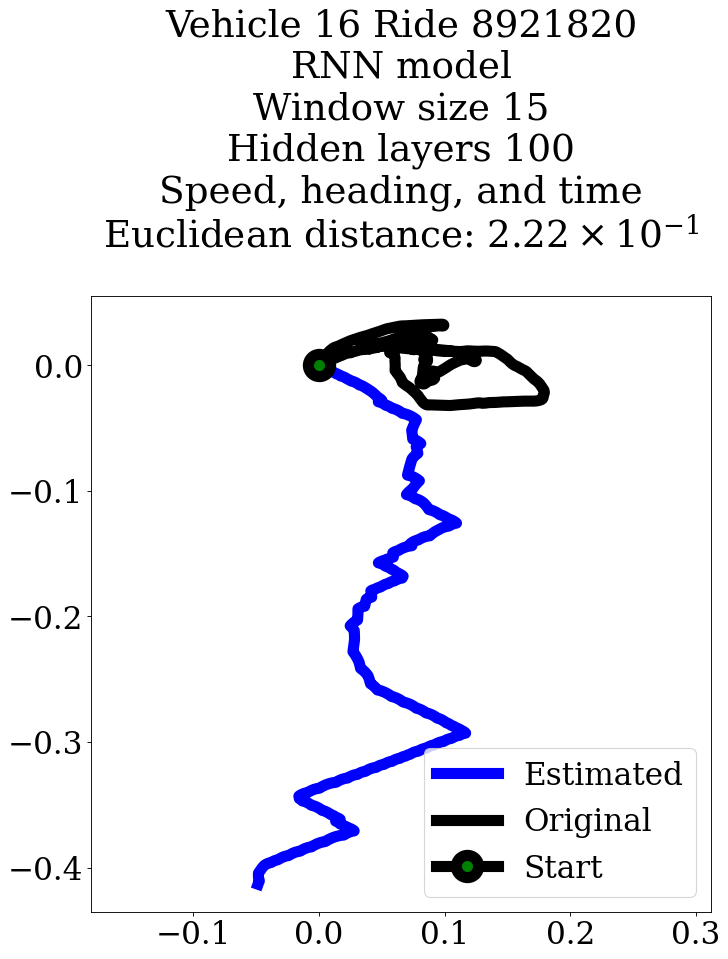 Vehicle 16 Ride 8921820
RNN model
Window size 15
Hidden layers 100
Speed, heading, and time
Euclidean distance: 2.22 × 10⁻¹
0.0
−0.1
−0.2
−0.3
−0.4
Estimated
Original
Start
−0.1 0.0 0.1 0.2 0.3